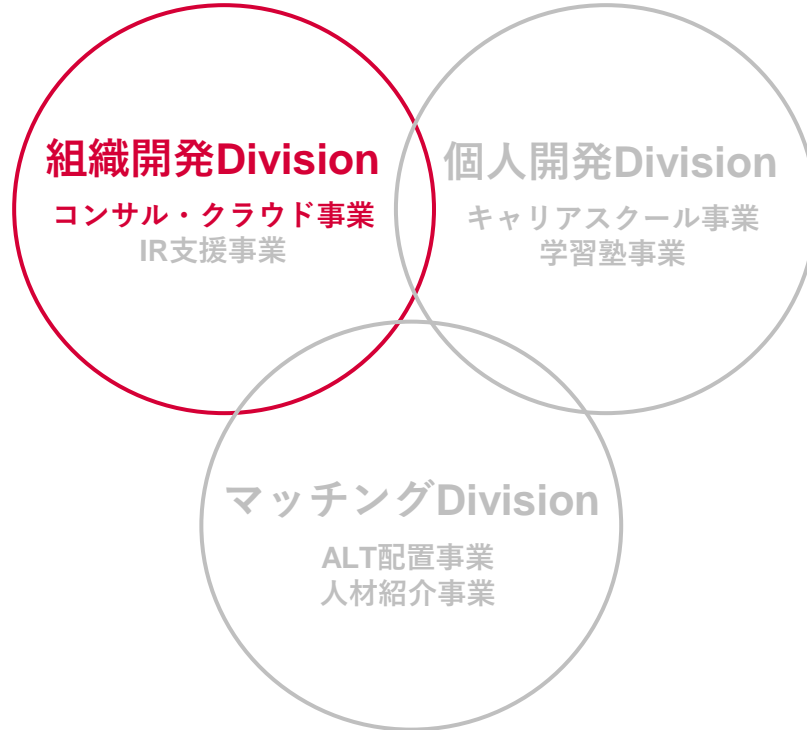 組織開発Division
コンサル・クラウド事業
IR支援事業
個人開発Division
キャリアスクール事業
学習塾事業
マッチングDivision
ALT配置事業
人材紹介事業